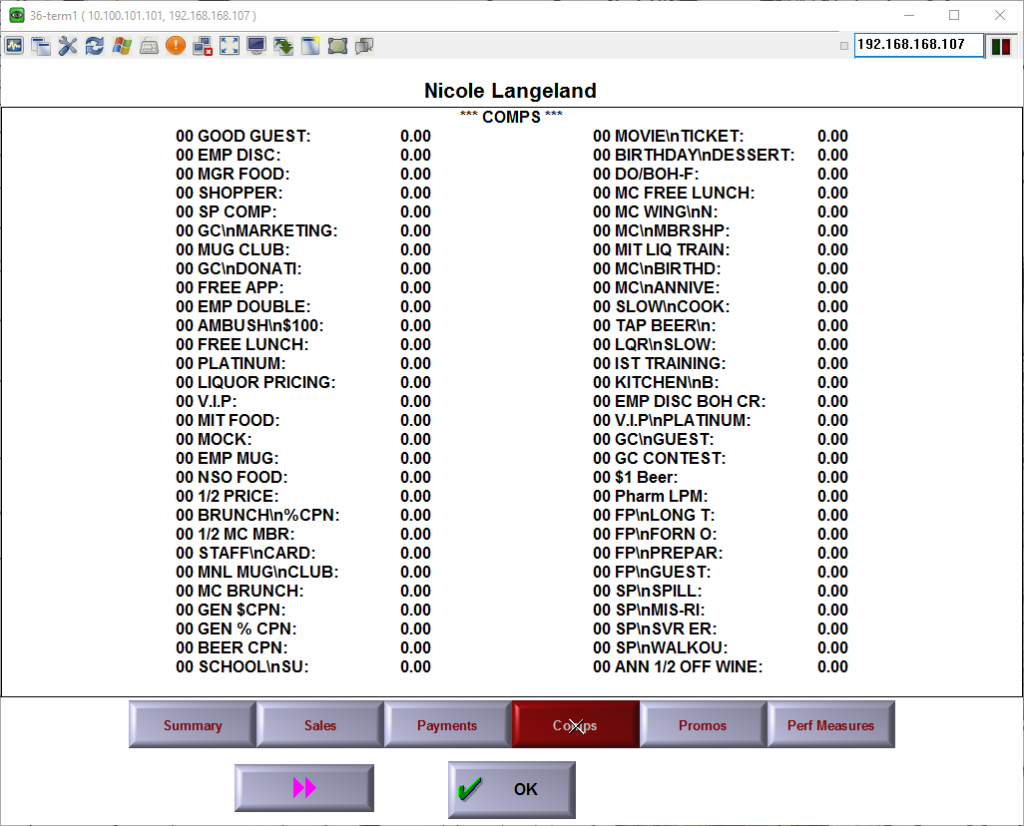 36-term1 ( 10.100.101.101, 192.168.168.107 )
192.168.168.107
Nicole Langeland
*** COMPS ***
00 GOOD GUEST: 0.00 00 MOVIE\nTICKET: 0.00
00 EMP DISC: 0.00 00 BIRTHDAY\nDESSERT: 0.00
00 MGR FOOD: 0.00 00 DO/BOH-F: 0.00
00 SHOPPER: 0.00 00 MC FREE LUNCH: 0.00
00 SP COMP: 0.00 00 MC WING\nN: 0.00
00 GC\nMARKETING: 0.00 00 MC\nMBRSHP: 0.00
00 MUG CLUB: 0.00 00 MIT LIQ TRAIN: 0.00
00 GC\nDONATI: 0.00 00 MC\nBIRTHD: 0.00
00 FREE APP: 0.00 00 MC\nANNIVE: 0.00
00 EMP DOUBLE: 0.00 00 SLOW\nCOOK: 0.00
00 AMBUSH\n$100: 0.00 00 TAP BEER\n: 0.00
00 FREE LUNCH: 0.00 00 LQR\nSLOW: 0.00
00 PLATINUM: 0.00 00 IST TRAINING: 0.00
00 LIQUOR PRICING: 0.00 00 KITCHEN\nB: 0.00
00 V.I.P: 0.00 00 EMP DISC BOH CR: 0.00
00 MIT FOOD: 0.00 00 V.I.P\nPLATINUM: 0.00
00 MOCK: 0.00 00 GC\nGUEST: 0.00
00 EMP MUG: 0.00 00 GC CONTEST: 0.00
00 NSO FOOD: 0.00 00 $1 Beer: 0.00
00 1/2 PRICE: 0.00 00 Pharm LPM: 0.00
00 BRUNCH\n%CPN: 0.00 00 FP\nLONG T: 0.00
00 1/2 MC MBR: 0.00 00 FP\nFORN O: 0.00
00 STAFF\nCARD: 0.00 00 FP\nPREPAR: 0.00
00 MNL MUG\nCLUB: 0.00 00 FP\nGUEST: 0.00
00 MC BRUNCH: 0.00 00 SP\nSPILL: 0.00
00 GEN $CPN: 0.00 00 SP\nMIS-RI: 0.00
00 GEN % CPN: 0.00 00 SP\nSVR ER: 0.00
00 BEER CPN: 0.00 00 SP\nWALKOU: 0.00
00 SCHOOL\nSU: 0.00 00 ANN 1/2 OFF WINE: 0.00
Summary Sales Payments Comps Promos Perf Measures
OK